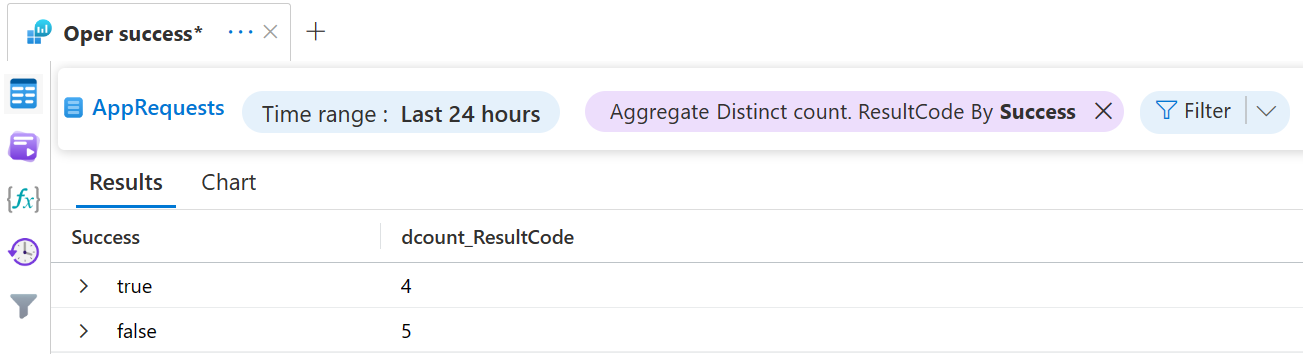 Oper success* ···
AppRequests Time range : Last 24 hours Aggregate Distinct count. ResultCode By Success Filter
{fx}
Results Chart
Success dcount_ResultCode
true 4
false 5